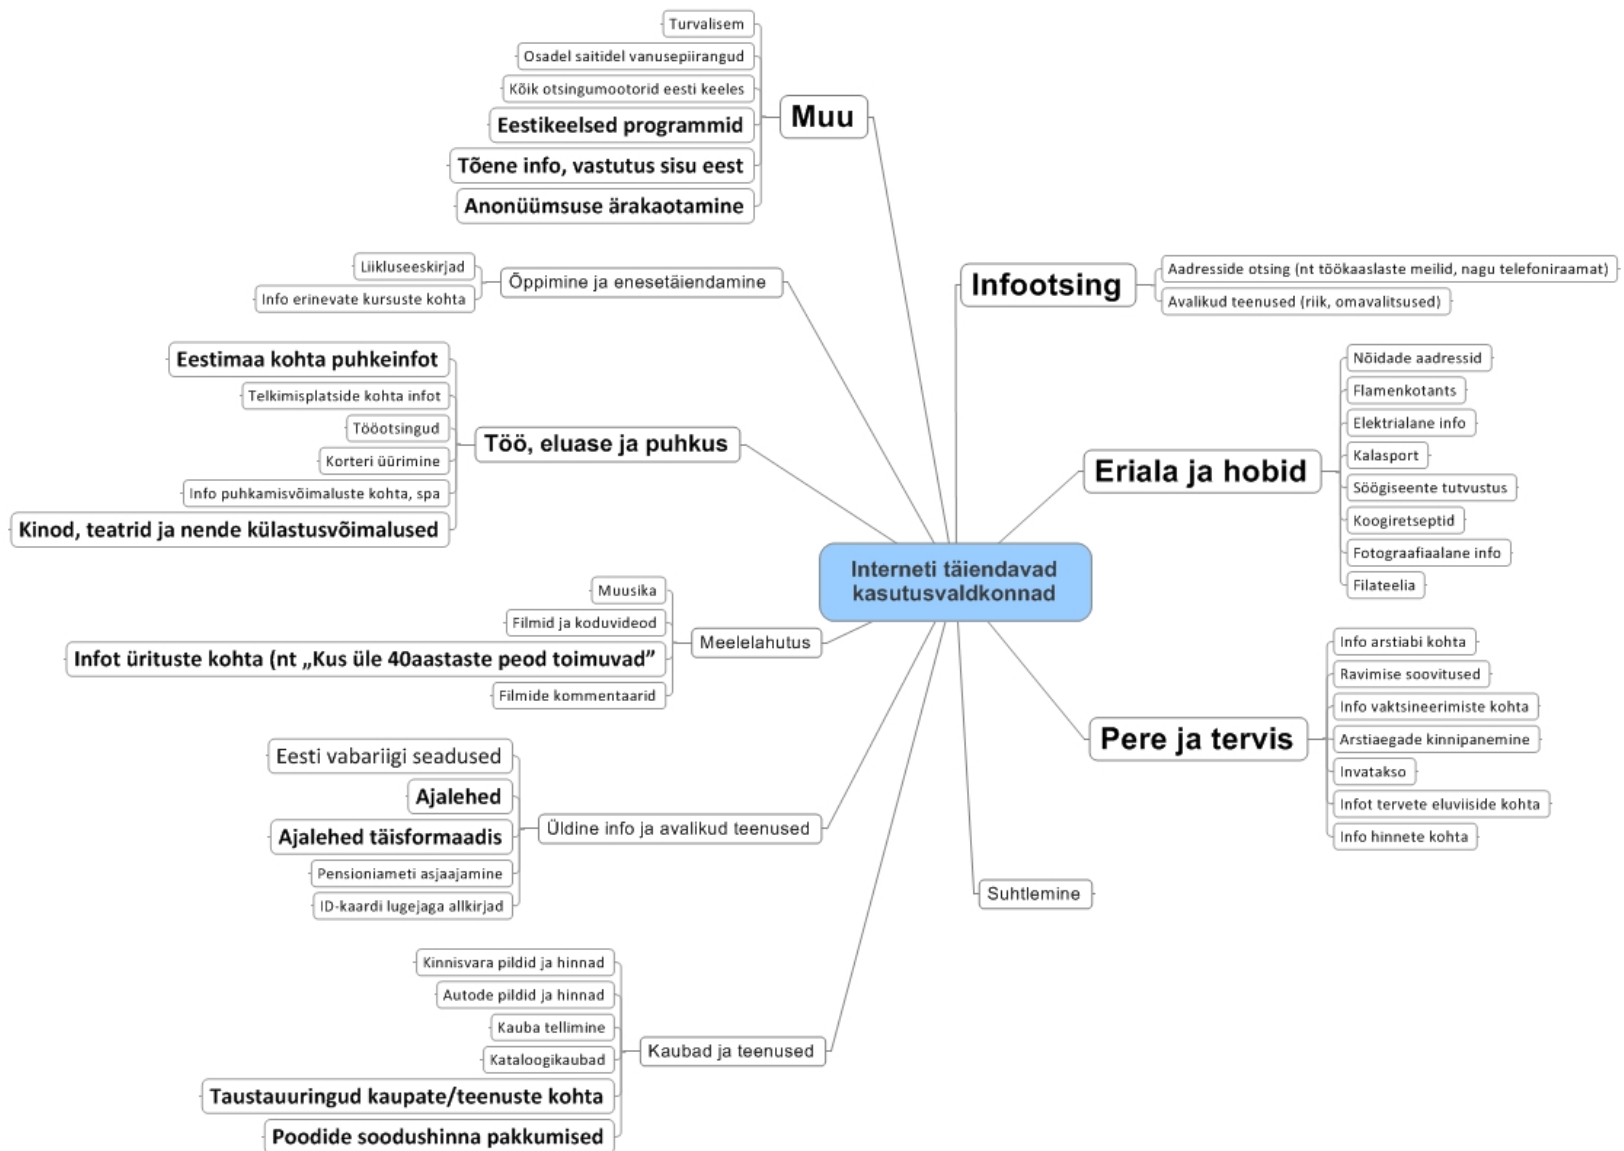 Turvalisem
Osadel saitidel vanusepiirangud
Kõik otsingumootorid eesti keeles
Eestikeelsed programmid
Tõene info, vastutus sisu eest
Anonüümsuse ärakaotamine
Muu
Liikluseeskirjad
Info erinevate kursuste kohta
Õppimine ja enesetäiendamine
Eestimaa kohta puhkeinfot
Telkimisplatside kohta infot
Tööotsingud
Korteri üürimine
Info puhkamisvõimaluste kohta, spa
Kinod, teatrid ja nende külastusvõimalused
Töö, eluase ja puhkus
Muusika
Filmid ja koduvideod
Infot ürituste kohta (nt „Kus üle 40aastaste peod toimuvad”
Filmide kommentaarid
Meelelahutus
Eesti vabariigi seadused
Ajalehed
Ajalehed täisformaadis
Pensioniameti asjaajamine
ID-kaardi lugejaga allkirjad
Üldine info ja avalikud teenused
Kinnisvara pildid ja hinnad
Autode pildid ja hinnad
Kauba tellimine
Kataloogikaubad
Taustauuringud kaupate/teenuste kohta
Poodide soodushinna pakkumised
Kaubad ja teenused
Interneti täiendavad
kasutusvaldkonnad
Infootsing
Aadresside otsing (nt töökaaslaste meilid, nagu telefoniraamat)
Avalikud teenused (riik, omavalitsused)
Eriala ja hobid
Nõidade aadressid
Flamenkotants
Elektrialane info
Kalasport
Söögiseente tutvustus
Koogiretseptid
Fotograafiaalane info
Filateelia
Pere ja tervis
Info arstiabi kohta
Ravimise soovitused
Info vaktsineerimiste kohta
Arstiaegade kinnipanemine
Invatakso
Infot tervete eluviiside kohta
Info hinnete kohta
Suhtlemine